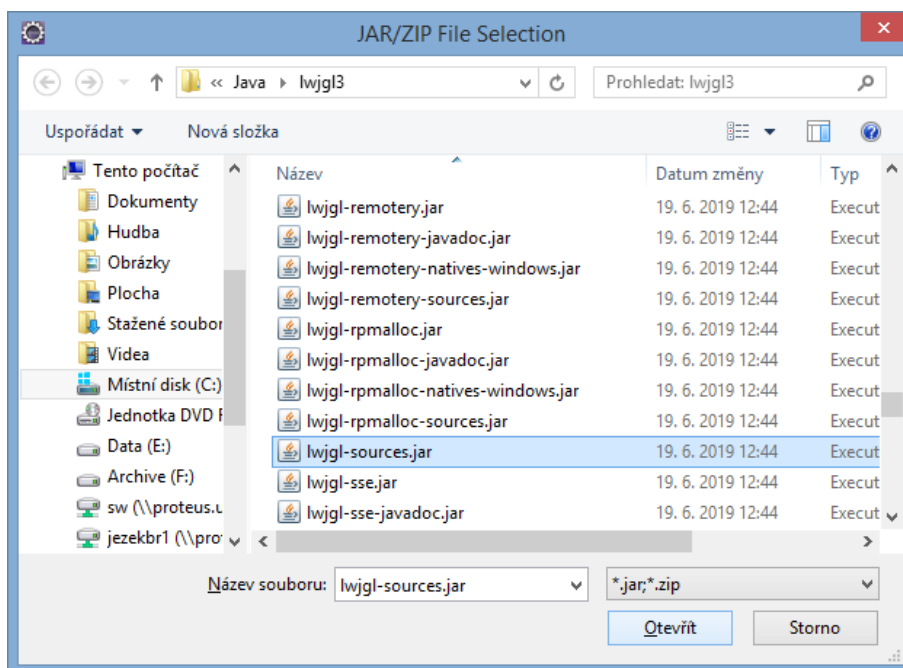 JAR/ZIP File Selection
« Java lwjgl3
Prohledat: lwjgl3
Uspořádat Nová složka
Tento počítač
Dokumenty
Hudba
Obrázky
Plocha
Stažené soubor
Videa
Místní disk (C:)
Jednotka DVD
Data (E:)
Archive (F:)
sw (\\proteus.u
jezekbr1 (\\pro
Název Datum změny Typ
lwjgl-remotery.jar 19. 6. 2019 12:44 Execut
lwjgl-remotery-javadoc.jar 19. 6. 2019 12:44 Execut
lwjgl-remotery-natives-windows.jar 19. 6. 2019 12:44 Execut
lwjgl-remotery-sources.jar 19. 6. 2019 12:44 Execut
lwjgl-rpmalloc.jar 19. 6. 2019 12:44 Execut
lwjgl-rpmalloc-javadoc.jar 19. 6. 2019 12:44 Execut
lwjgl-rpmalloc-natives-windows.jar 19. 6. 2019 12:44 Execut
lwjgl-rpmalloc-sources.jar 19. 6. 2019 12:44 Execut
lwjgl-sources.jar 19. 6. 2019 12:44 Execut
lwjgl-sse.jar 19. 6. 2019 12:44 Execut
lwjgl-sse-javadoc.jar 19. 6. 2019 12:44 Execut
Název souboru: lwjgl-sources.jar *.jar;*.zip
Otevřít Storno